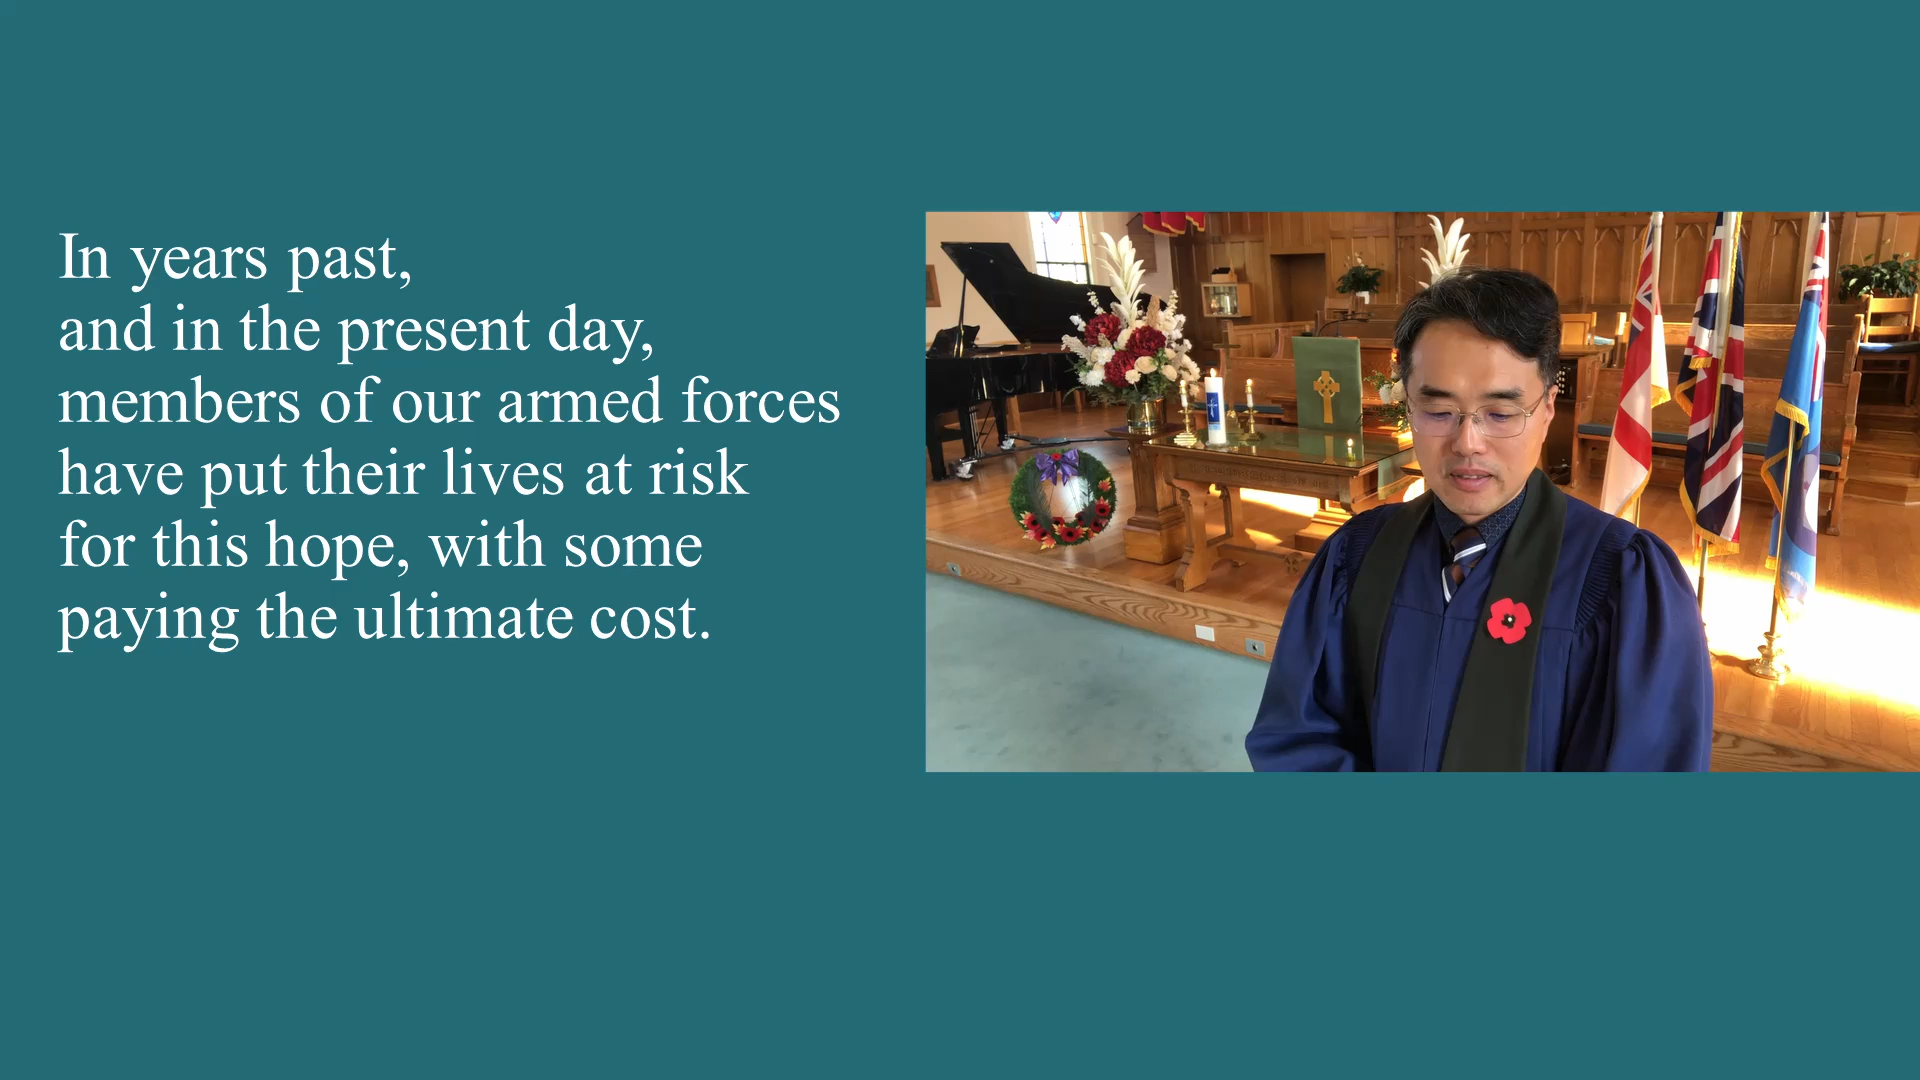 In years past,
and in the present day,
members of our armed forces
have put their lives at risk
for this hope, with some
paying the ultimate cost.